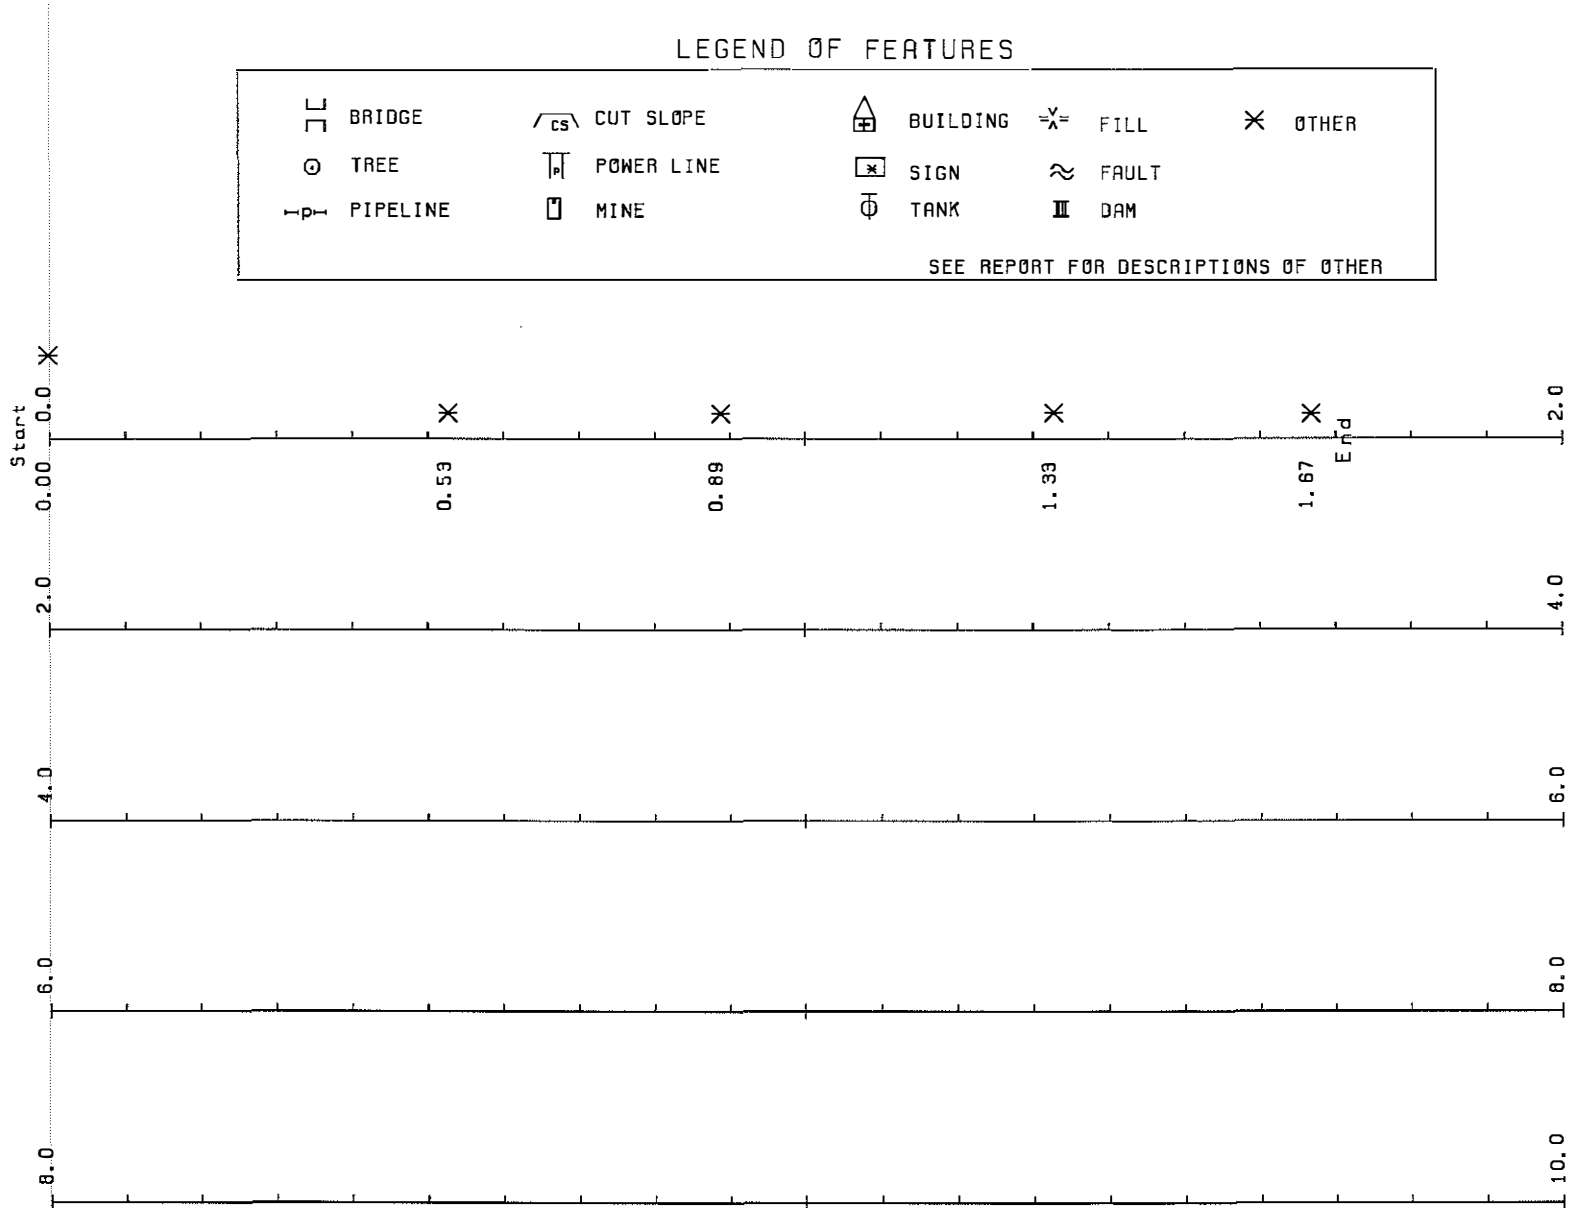 LEGEND OF FEATURES
BRIDGE CUT SLOPE BUILDING FILL OTHER
CS
TREE POWER LINE SIGN FAULT
P
P PIPELINE MINE TANK DAM
SEE REPORT FOR DESCRIPTIONS OF OTHER
Start 0.0 2.0
End
0.00 0.53 0.89 1.33 1.67
2.0 4.0
4.0 6.0
6.0 8.0
8.0 10.0